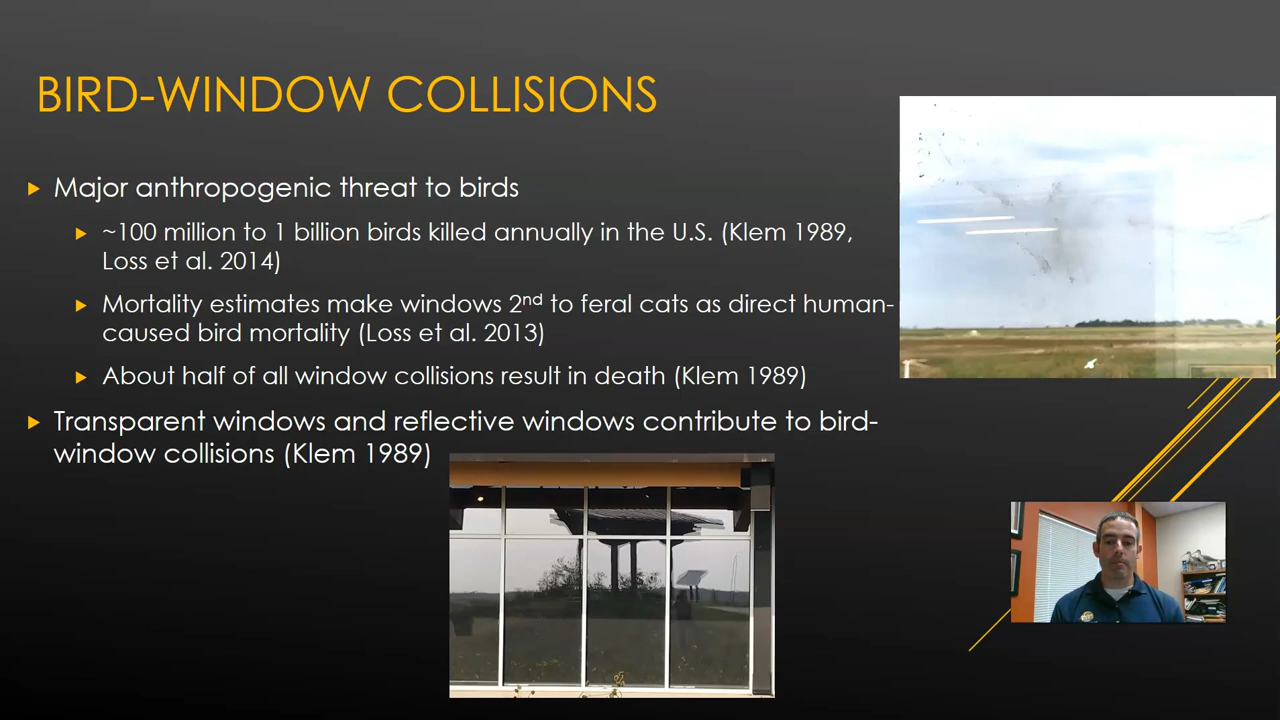 BIRD-WINDOW COLLISIONS
Major anthropogenic threat to birds
~100 million to 1 billion birds killed annually in the U.S. (Klem 1989,
Loss et al. 2014)
Mortality estimates make windows 2nd to feral cats as direct human-
caused bird mortality (Loss et al. 2013)
About half of all window collisions result in death (Klem 1989)
Transparent windows and reflective windows contribute to bird-
window collisions (Klem 1989)